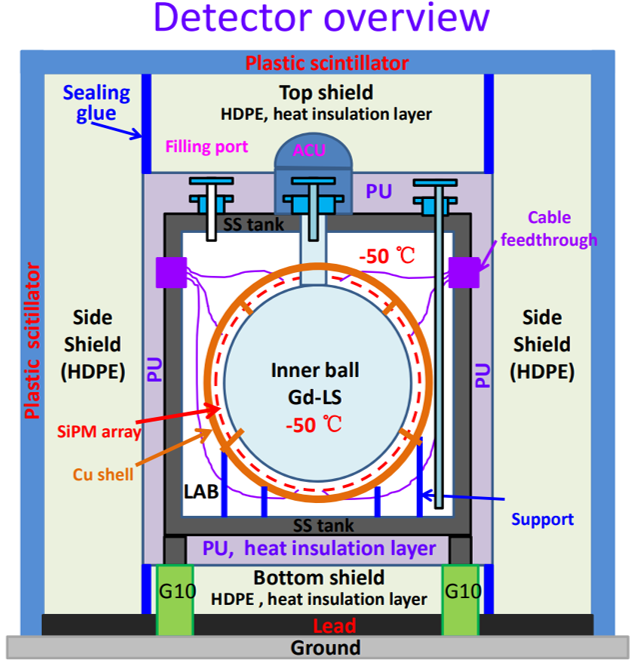 Detector overview
Plastic scintillator
Sealing
glue
Top shield
HDPE, heat insulation layer
Filling port
ACU
PU
SS tank
Cable
feedthrough
-50 ℃
Plastic scitillator
Side
Shield
(HDPE)
PU
Inner ball
Gd-LS
-50 ℃
PU
Side
Shield
(HDPE)
SiPM array
Cu shell
LAB
Support
SS tank
PU, heat insulation layer
Bottom shield
HDPE , heat insulation layer
G10
G10
Lead
Ground